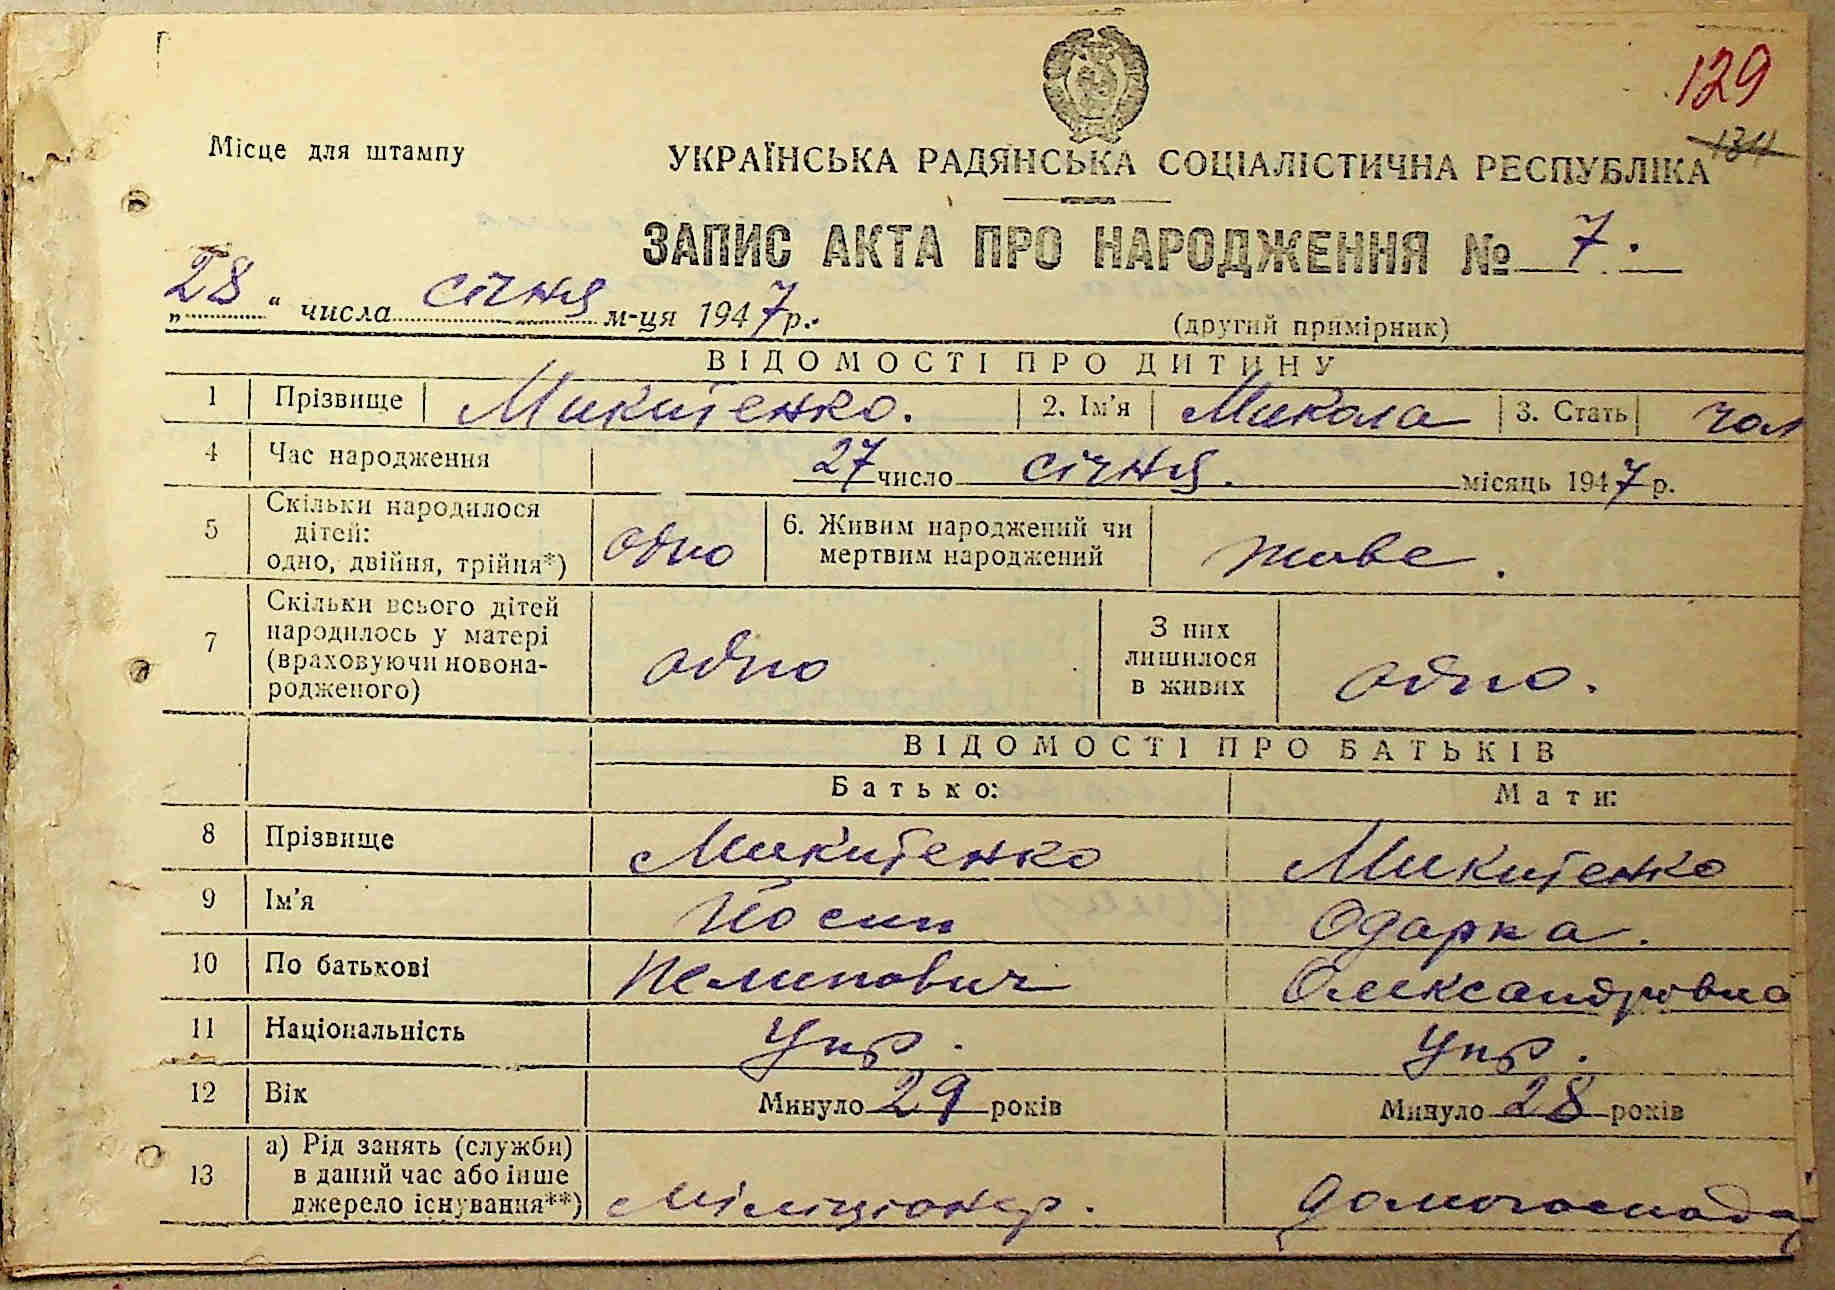 129
134
Місце для штампу
УКРАЇНСЬКА РАДЯНСЬКА СОЦІАЛІСТИЧНА РЕСПУБЛІКА
ЗАПИС АКТА ПРО НАРОДЖЕННЯ № 7.
„28“ числа січня м-ця 1947 р.
(другий примірник)
ВІДОМОСТІ ПРО ДИТИНУ
1 Прізвище Микитенко. 2. Ім'я Микола 3. Стать чол
4 Час народження 27 число січня. місяць 1947 р.
5 Скільки народилося дітей: одно, двійня, трійня*) одно 6. Живим народжений чи мертвим народжений живе.
7 Скільки всього дітей народилось у матері (враховуючи новонародженого) одно З них лишилося в живих одно.
ВІДОМОСТІ ПРО БАТЬКІВ
Батько: Мати:
8 Прізвище Микитенко Микитенко
9 Ім'я Йосип Одарка.
10 По батькові Пелипович Олександровна
11 Національність Укр. Укр.
12 Вік Минуло 29 років Минуло 28 років
13 а) Рід занять (служби) в даний час або інше джерело існування**) Міліціонер. домогоспода